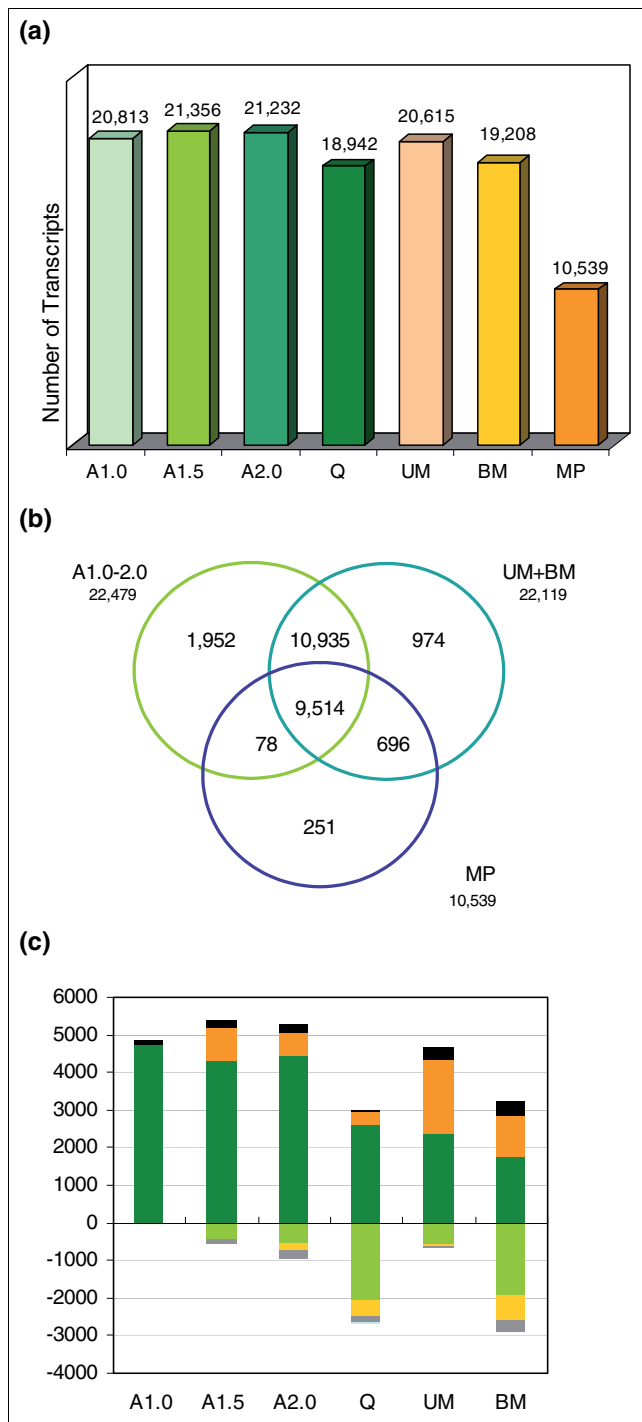 (a)
20,813
21,356
21,232
18,942
20,615
19,208
10,539
Number of Transcripts
A1.0
A1.5
A2.0
Q
UM
BM
MP
(b)
A1.0-2.0
22,479
UM+BM
22,119
1,952
10,935
974
9,514
78
696
251
MP
10,539
(c)
6000
5000
4000
3000
2000
1000
0
-1000
-2000
-3000
-4000
A1.0
A1.5
A2.0
Q
UM
BM